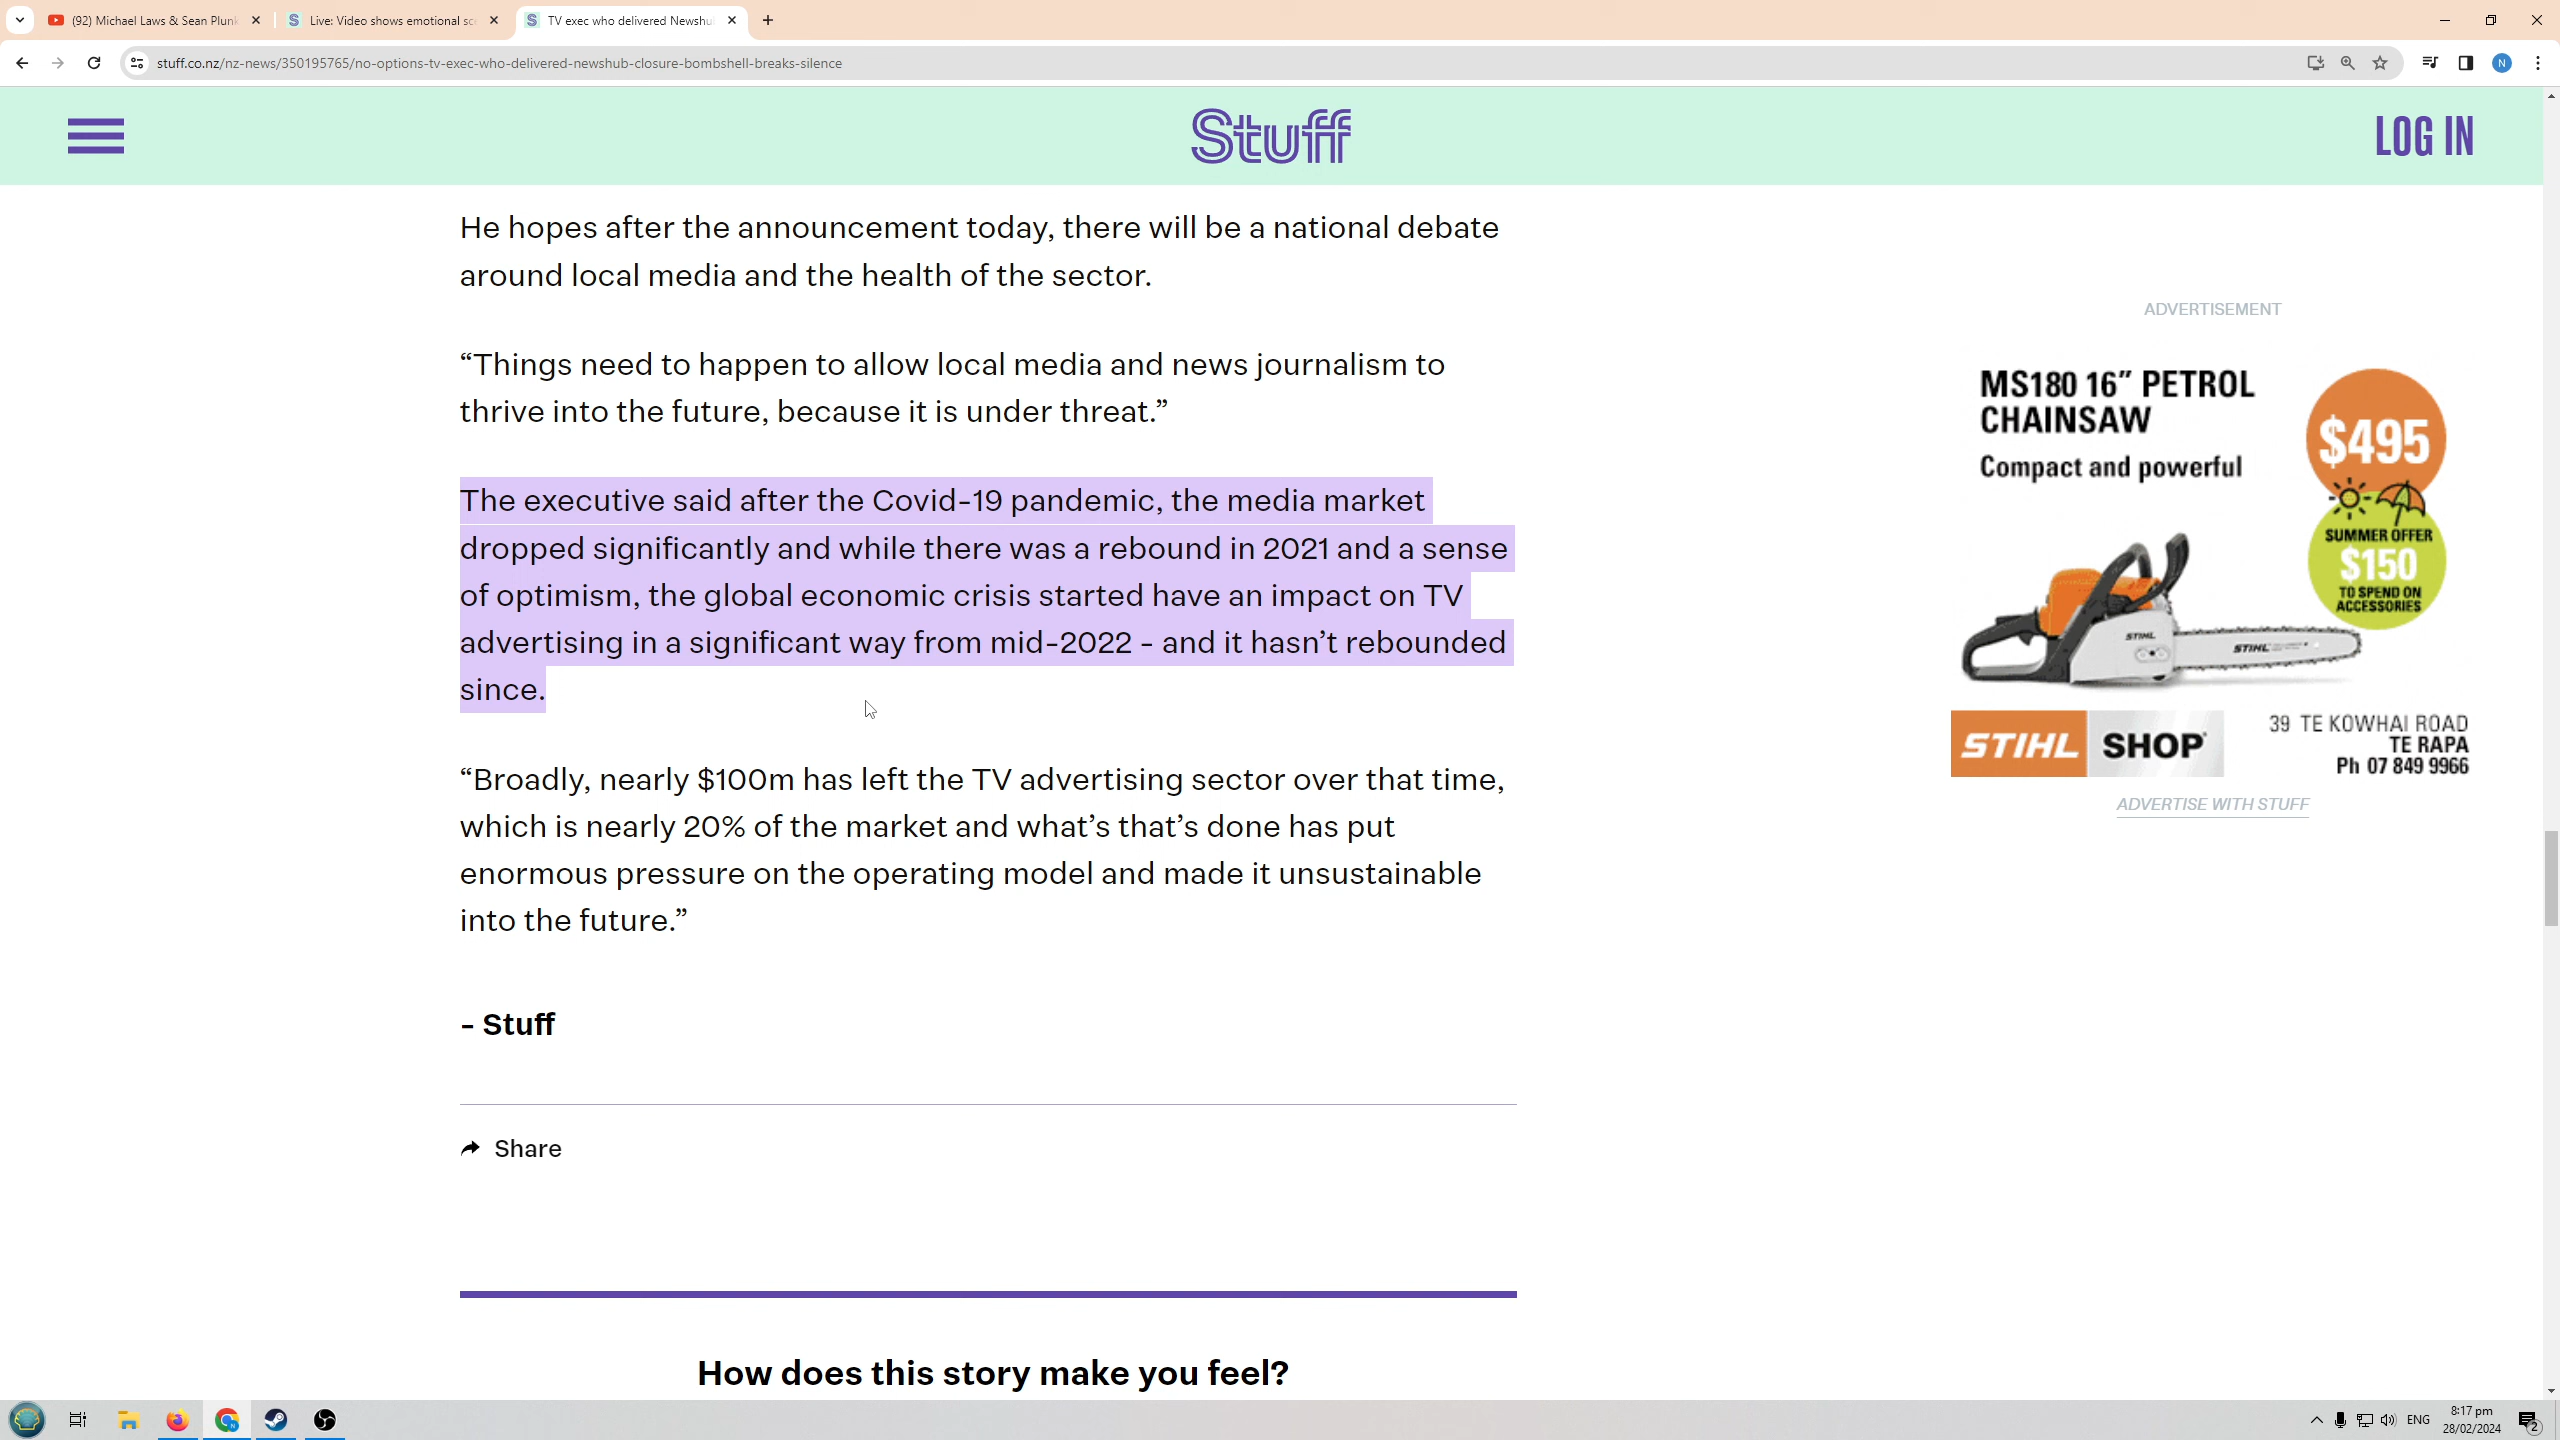 (92) Michael Laws & Sean Plunk
Live: Video shows emotional sc
TV exec who delivered Newshu
stuff.co.nz/nz-news/350195765/no-options-tv-exec-who-delivered-newshub-closure-bombshell-breaks-silence
N
Stuff
LOG IN
He hopes after the announcement today, there will be a national debate
around local media and the health of the sector.
“Things need to happen to allow local media and news journalism to
thrive into the future, because it is under threat.”
The executive said after the Covid-19 pandemic, the media market
dropped significantly and while there was a rebound in 2021 and a sense
of optimism, the global economic crisis started have an impact on TV
advertising in a significant way from mid-2022 - and it hasn’t rebounded
since.
“Broadly, nearly $100m has left the TV advertising sector over that time,
which is nearly 20% of the market and what’s that’s done has put
enormous pressure on the operating model and made it unsustainable
into the future.”
- Stuff
Share
How does this story make you feel?
ADVERTISEMENT
MS180 16” PETROL
CHAINSAW
Compact and powerful
$495
SUMMER OFFER
$150
TO SPEND ON
ACCESSORIES
STIHL
STIHL
STIHL SHOP
39 TE KOWHAI ROAD
TE RAPA
Ph 07 849 9966
ADVERTISE WITH STUFF
ENG
8:17 pm
28/02/2024
2